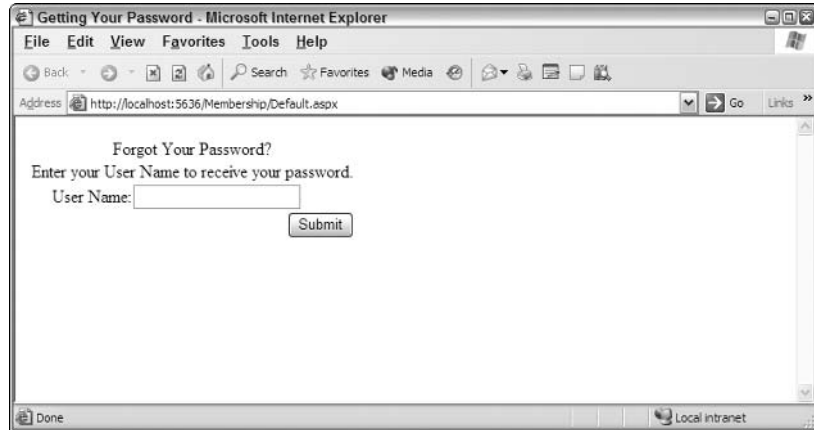 Getting Your Password - Microsoft Internet Explorer
File Edit View Favorites Tools Help
Back Search Favorites Media
Address http://localhost:5636/Membership/Default.aspx Go Links »
Forgot Your Password?
Enter your User Name to receive your password.
User Name:
Submit
Done Local intranet